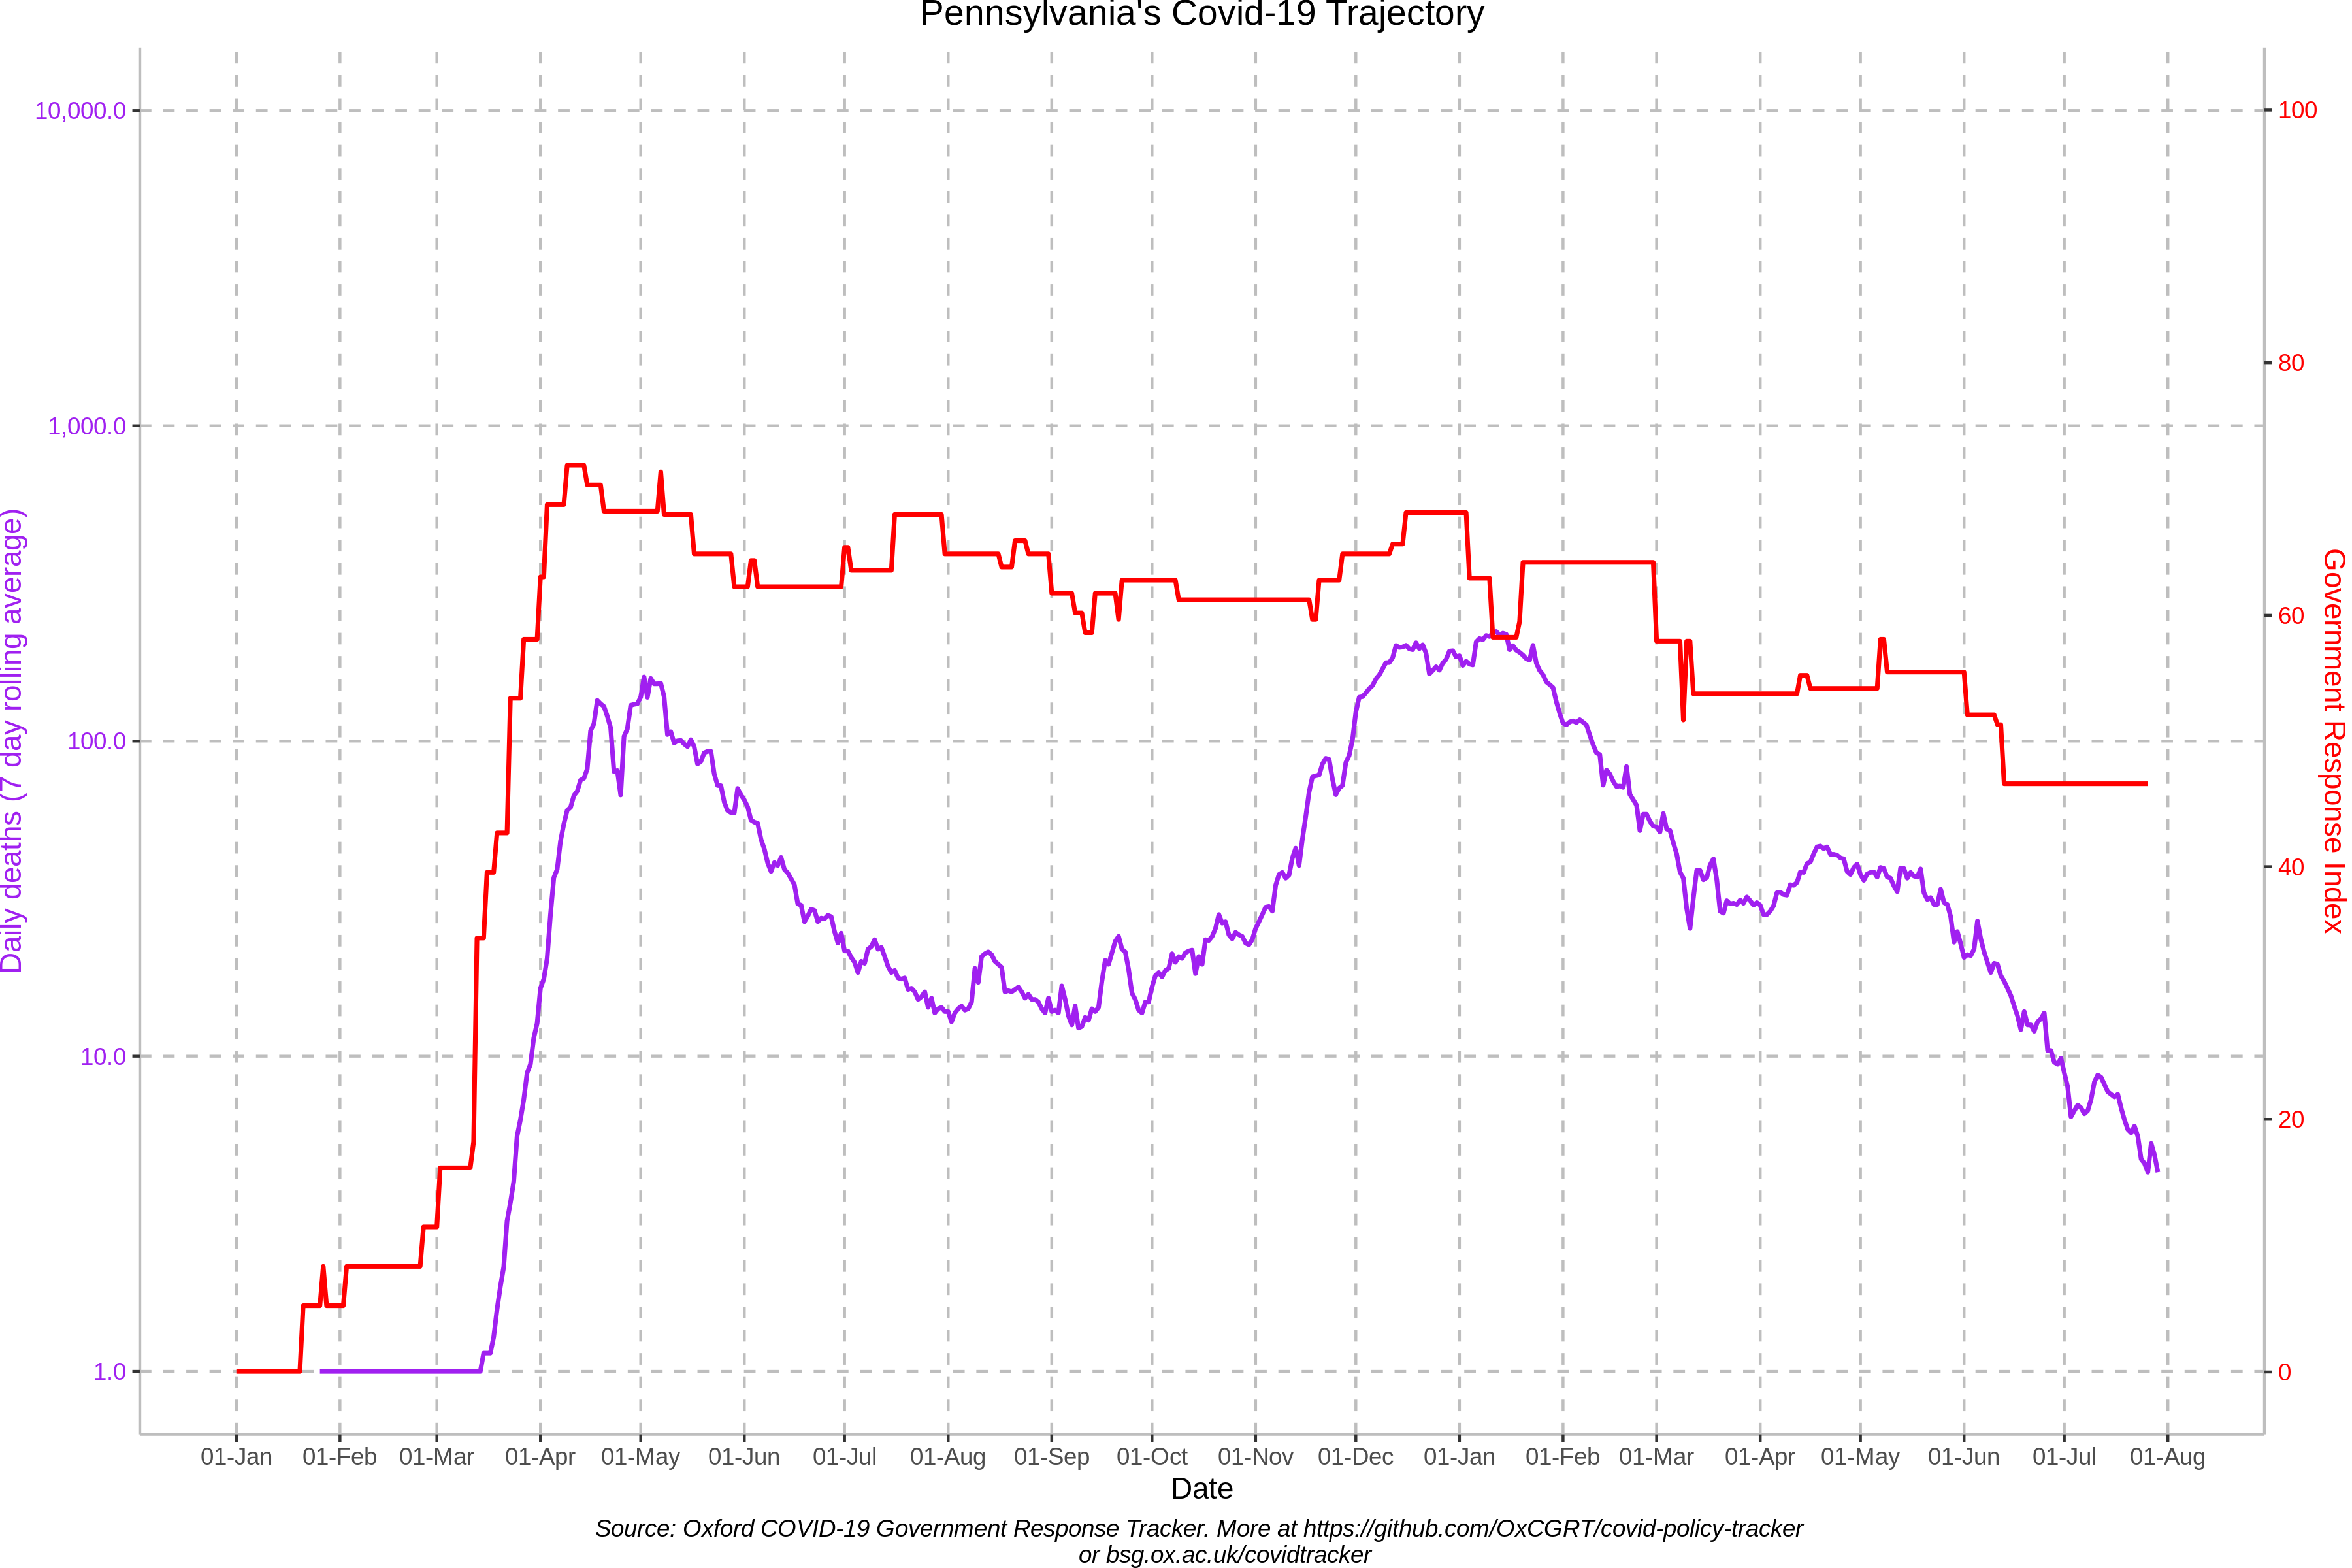 Pennsylvania's Covid-19 Trajectory
10,000.0
1,000.0
100.0
10.0
1.0
Daily deaths (7 day rolling average)
100
80
60
40
20
0
Government Response Index
01-Jan 01-Feb 01-Mar 01-Apr 01-May 01-Jun 01-Jul 01-Aug 01-Sep 01-Oct 01-Nov 01-Dec 01-Jan 01-Feb 01-Mar 01-Apr 01-May 01-Jun 01-Jul 01-Aug
Date
Source: Oxford COVID-19 Government Response Tracker. More at https://github.com/OxCGRT/covid-policy-tracker
or bsg.ox.ac.uk/covidtracker